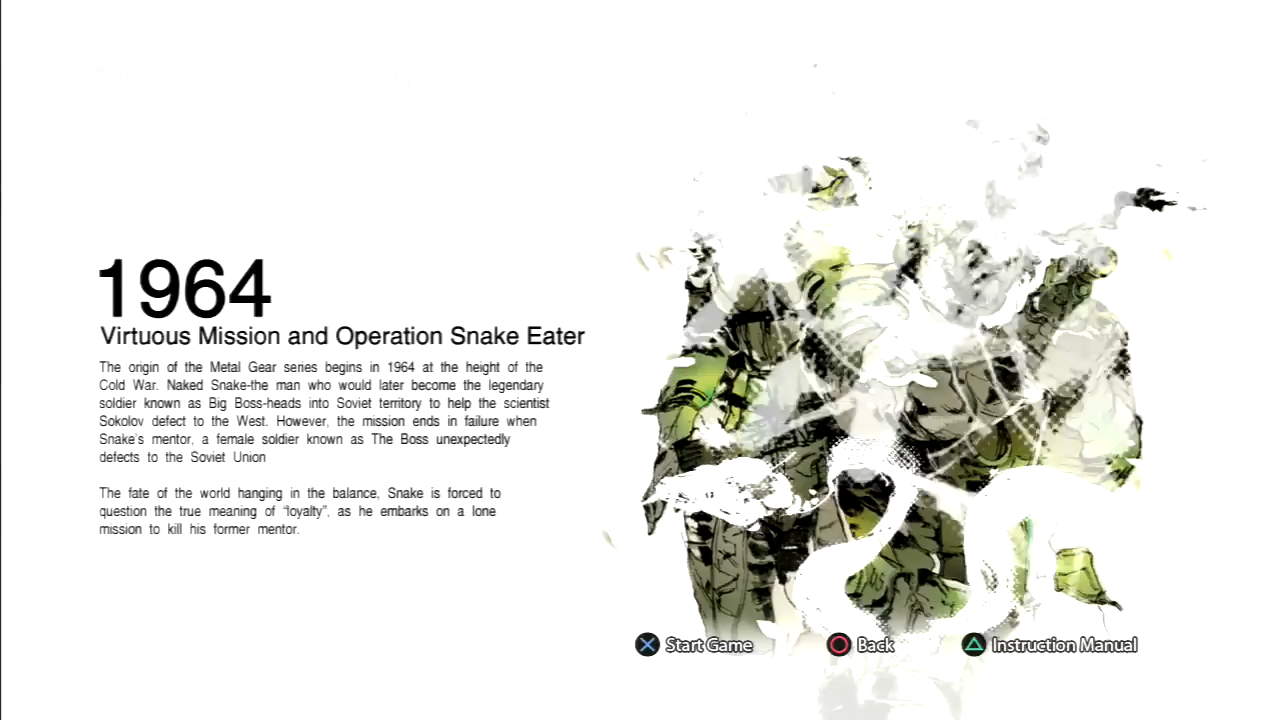 1964
Virtuous Mission and Operation Snake Eater
The origin of the Metal Gear series begins in 1964 at the height of the
Cold War. Naked Snake-the man who would later become the legendary
soldier known as Big Boss-heads into Soviet territory to help the scientist
Sokolov defect to the West. However, the mission ends in failure when
Snake's mentor, a female soldier known as The Boss unexpectedly
defects to the Soviet Union
The fate of the world hanging in the balance, Snake is forced to
question the true meaning of “loyalty”, as he embarks on a lone
mission to kill his former mentor.
Start Game Back Instruction Manual